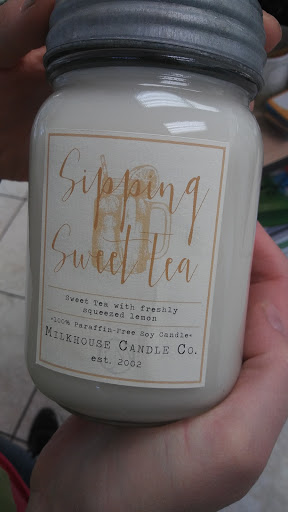 Sipping
Sweet tea
Sweet Tea with freshly
squeezed lemon
-100% Paraffin-Free Soy Candle-
MILKHOUSE CANDLE CO.
est. 2002